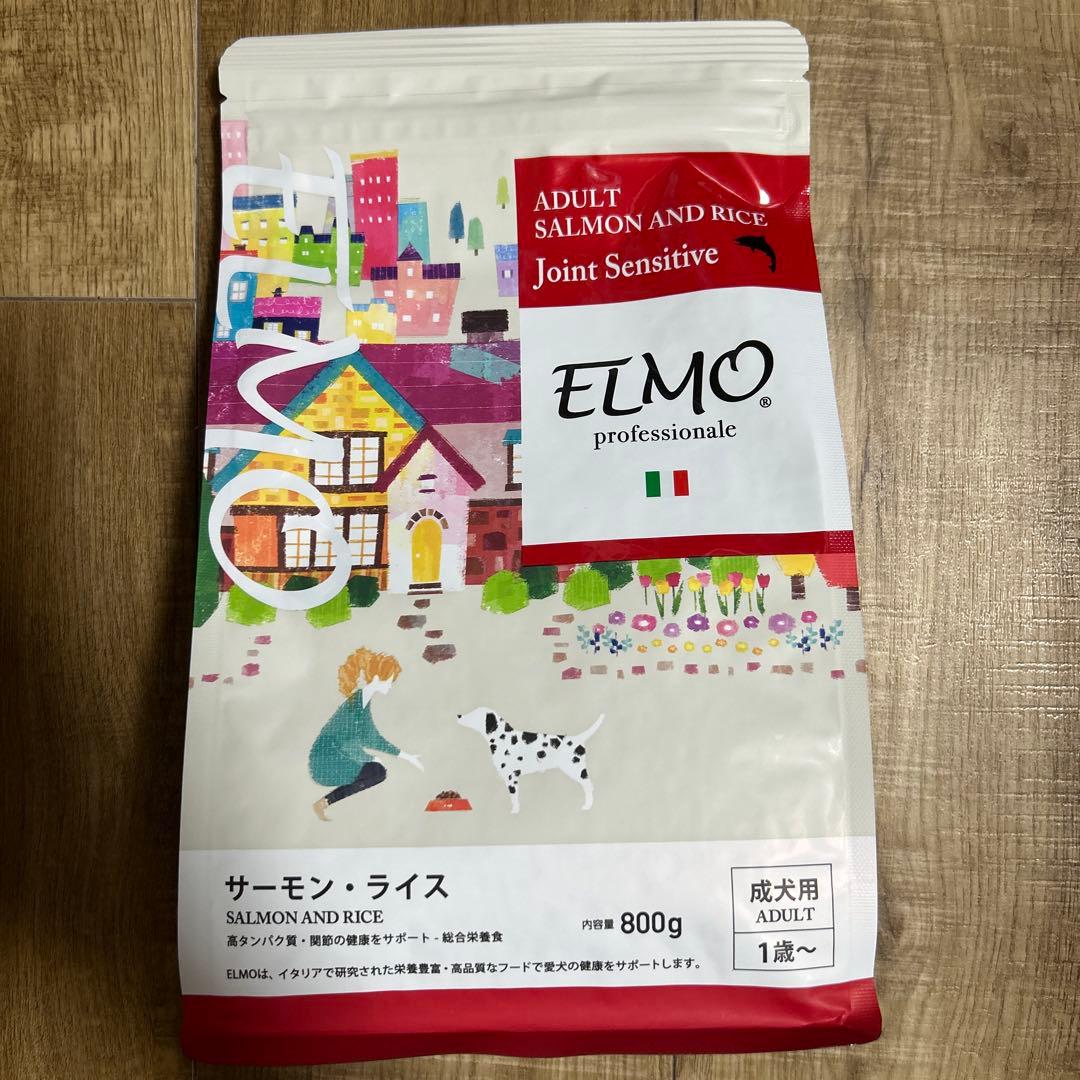 ELMO
ADULT
SALMON AND RICE
Joint Sensitive
ELMO®
professionale
サーモン・ライス
SALMON AND RICE
高タンパク質・関節の健康をサポート - 総合栄養食
ELMOは、イタリアで研究された栄養豊富・高品質なフードで愛犬の健康をサポートします。
内容量 800g
成犬用
ADULT
1歳～